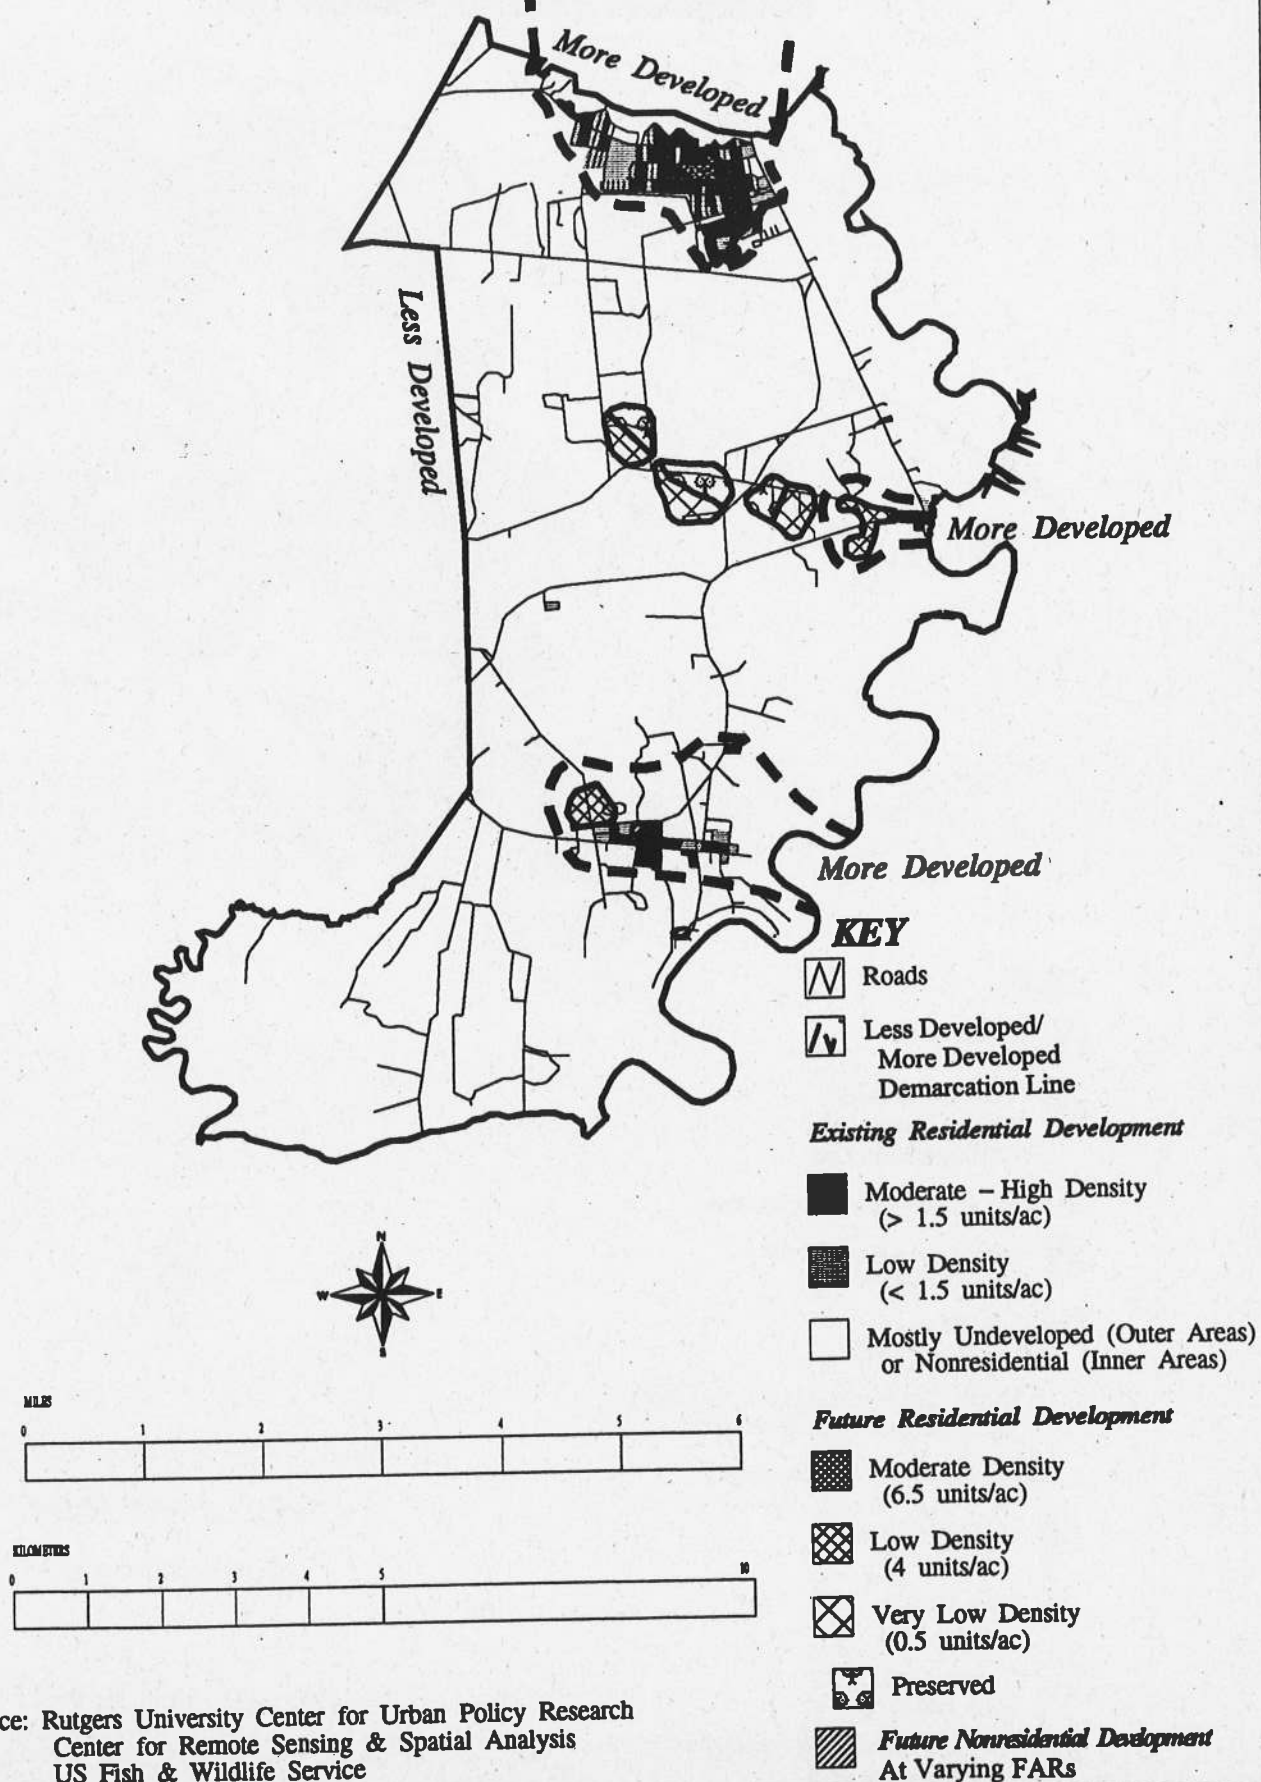 More Developed
Less Developed
More Developed
More Developed
KEY
Roads
Less Developed/
More Developed
Demarcation Line
Existing Residential Development
Moderate – High Density
(> 1.5 units/ac)
Low Density
(< 1.5 units/ac)
Mostly Undeveloped (Outer Areas)
or Nonresidential (Inner Areas)
Future Residential Development
Moderate Density
(6.5 units/ac)
Low Density
(4 units/ac)
Very Low Density
(0.5 units/ac)
Preserved
Future Nonresidential Development
At Varying FARs
N
W E
S
MILES
0 1 2 3 4 5 6
KILOMETERS
0 1 2 3 4 5 10
ce: Rutgers University Center for Urban Policy Research
Center for Remote Sensing & Spatial Analysis
US Fish & Wildlife Service